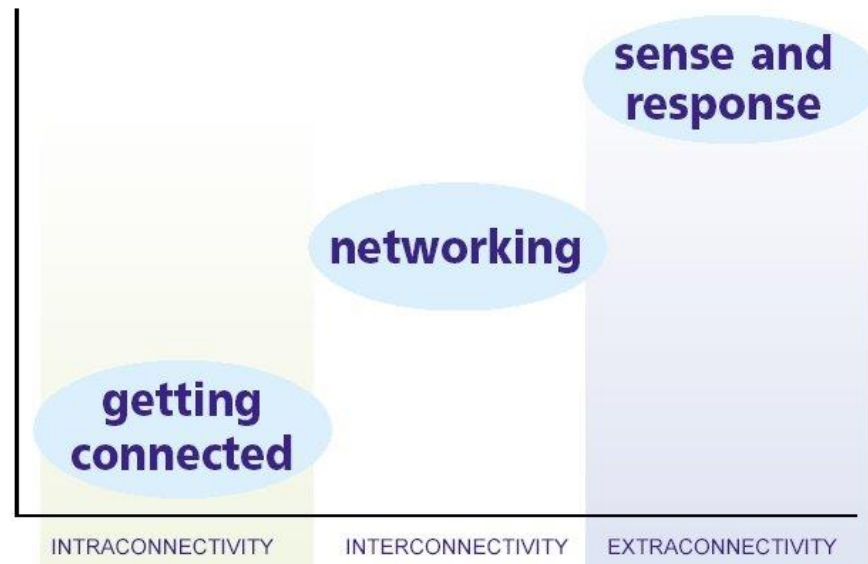 sense and
response
networking
getting
connected
INTRACONNECTIVITY
INTERCONNECTIVITY
EXTRACONNECTIVITY